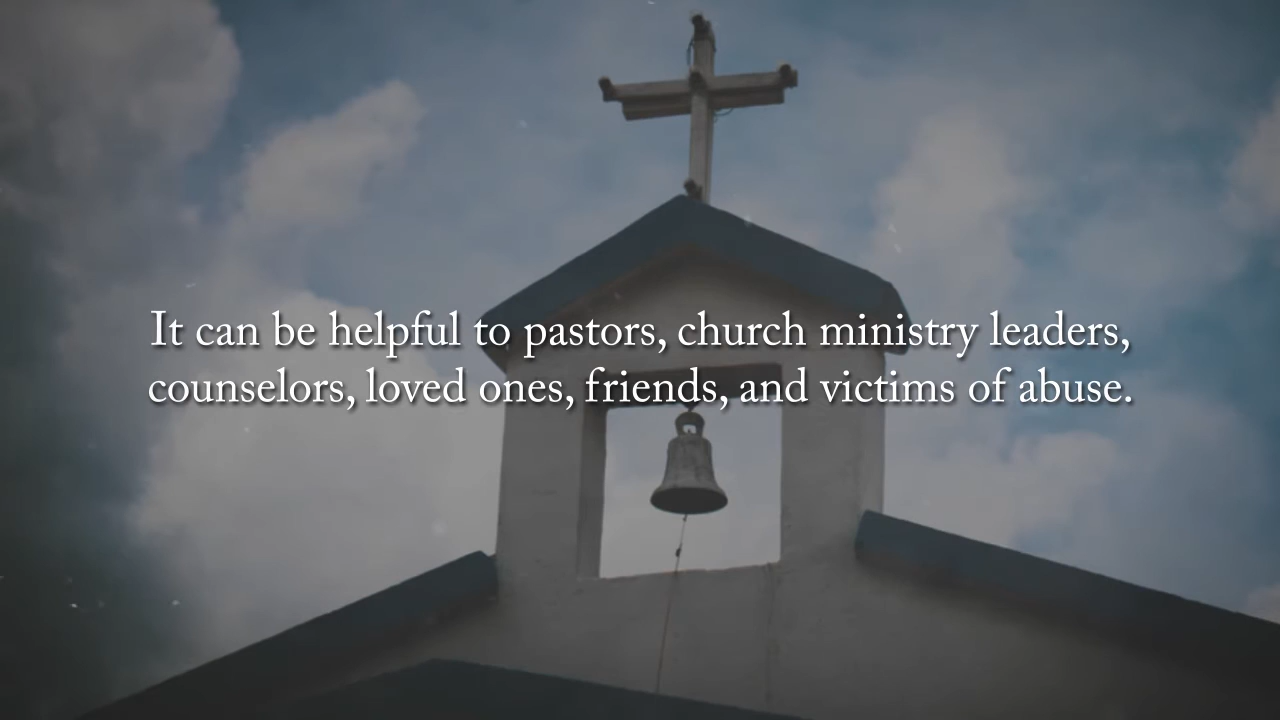 It can be helpful to pastors, church ministry leaders,
counselors, loved ones, friends, and victims of abuse.